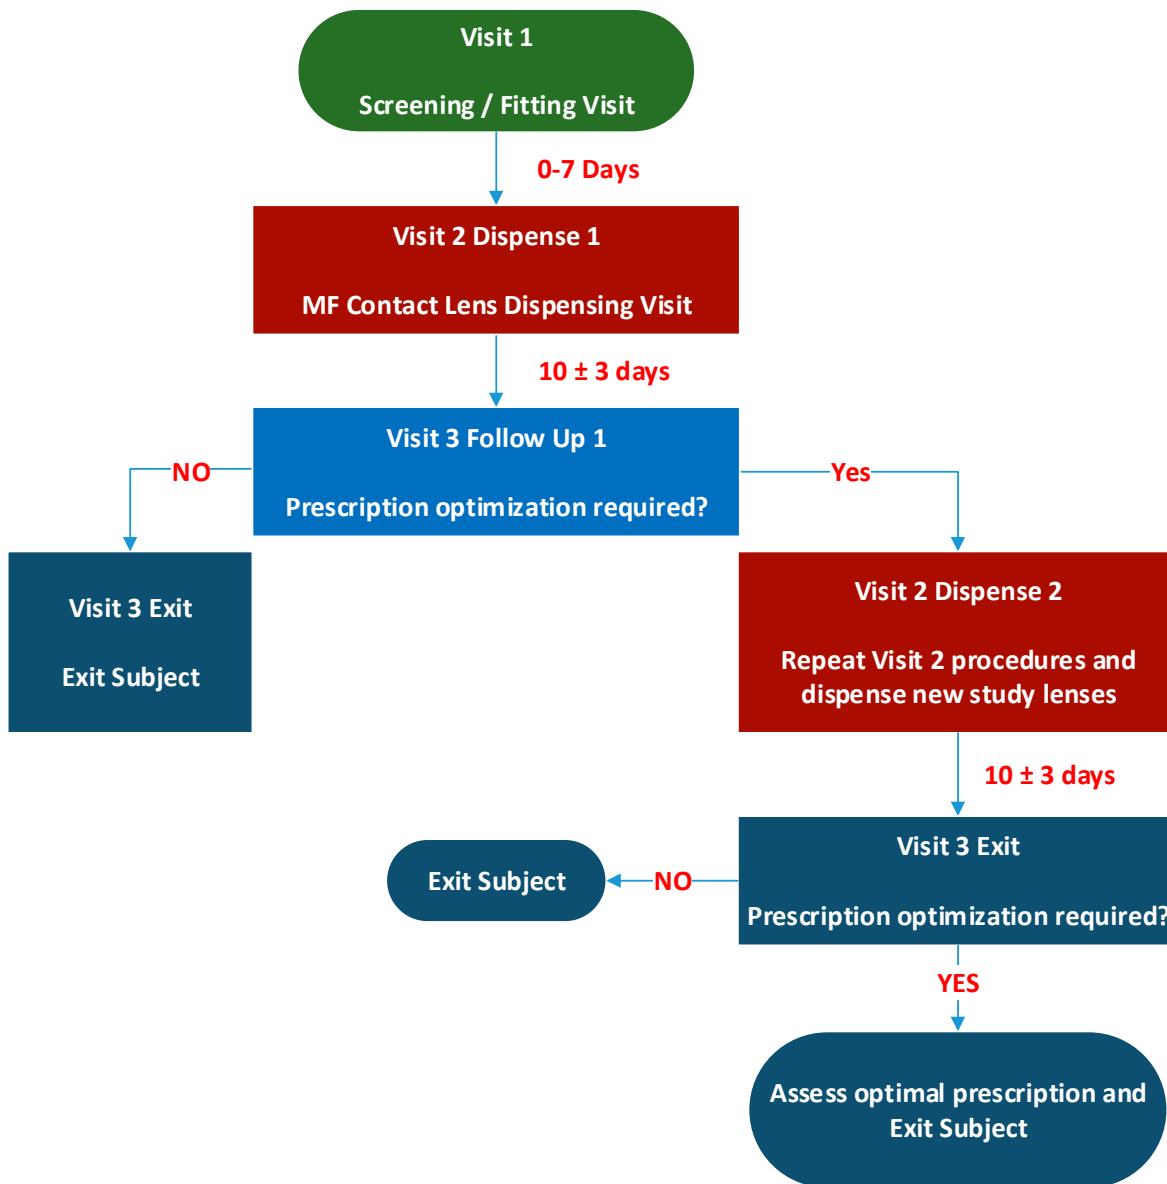 Visit 1
Screening / Fitting Visit
0-7 Days
Visit 2 Dispense 1
MF Contact Lens Dispensing Visit
10 ± 3 days
Visit 3 Follow Up 1
Prescription optimization required?
NO
Yes
Visit 3 Exit
Exit Subject
Visit 2 Dispense 2
Repeat Visit 2 procedures and
dispense new study lenses
10 ± 3 days
Visit 3 Exit
Prescription optimization required?
NO
Exit Subject
YES
Assess optimal prescription and
Exit Subject